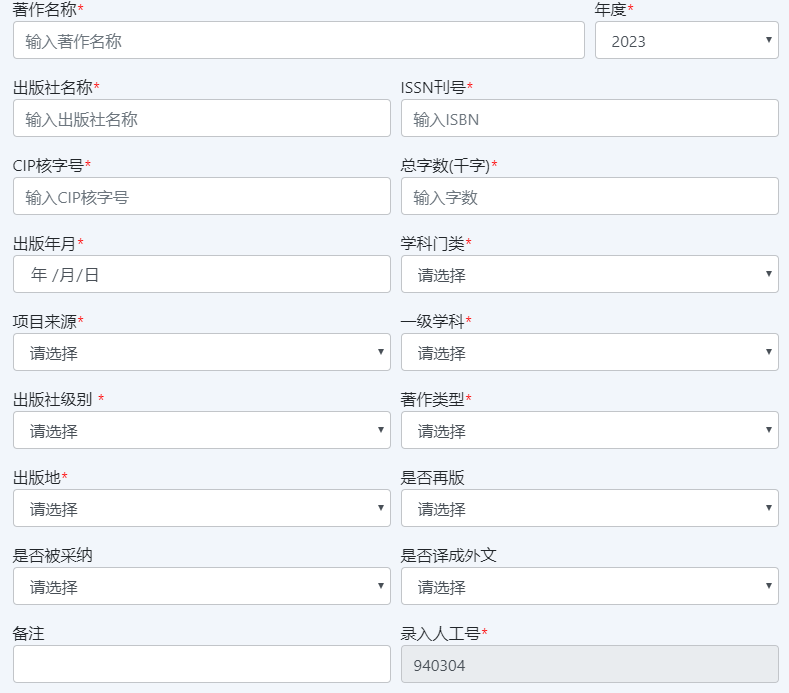 著作名称* 年度*
输入著作名称 2023
出版社名称* ISSN刊号*
输入出版社名称 输入ISBN
CIP核字号* 总字数(千字)*
输入CIP核字号 输入字数
出版年月* 学科门类*
年 /月/日 请选择
项目来源* 一级学科*
请选择 请选择
出版社级别 * 著作类型*
请选择 请选择
出版地* 是否再版
请选择 请选择
是否被采纳 是否译成外文
请选择 请选择
备注 录入人工号*
940304